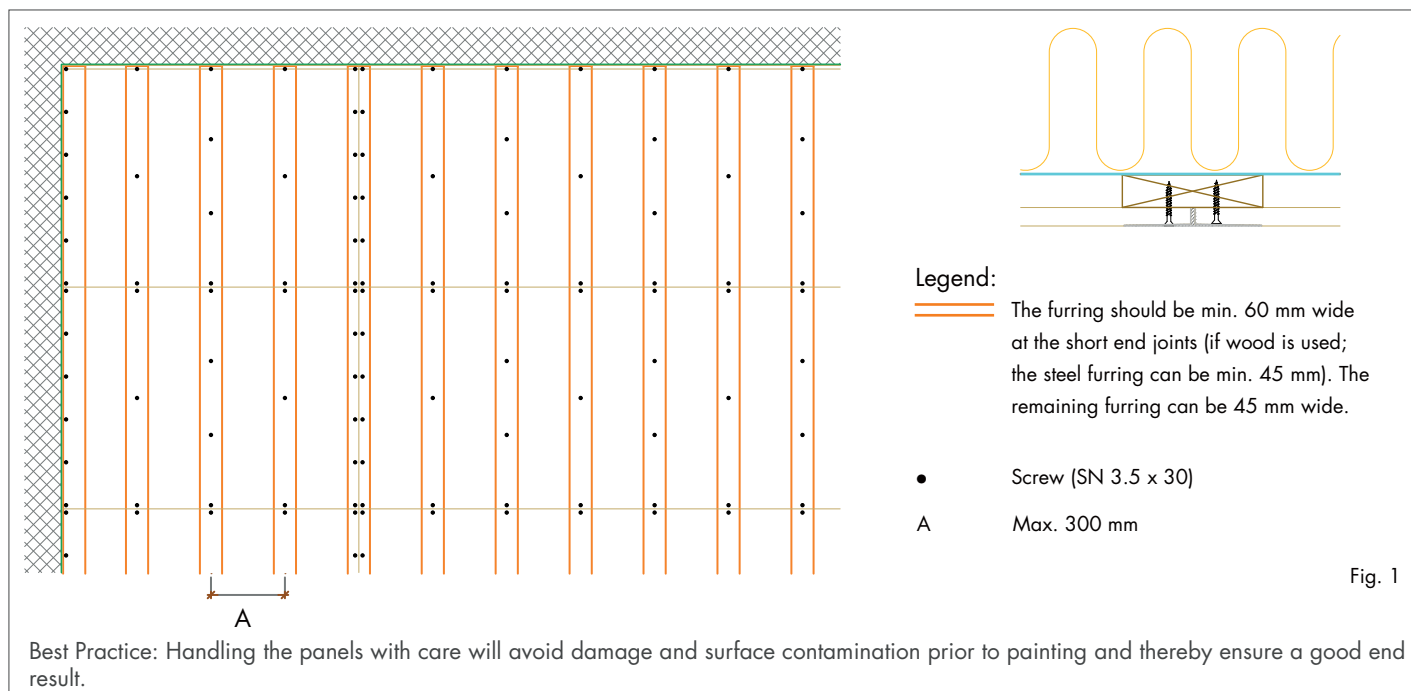 A
Legend:
The furring should be min. 60 mm wide
at the short end joints (if wood is used;
the steel furring can be min. 45 mm). The
remaining furring can be 45 mm wide.
Screw (SN 3.5 x 30)
A Max. 300 mm
Fig. 1
Best Practice: Handling the panels with care will avoid damage and surface contamination prior to painting and thereby ensure a good end
result.